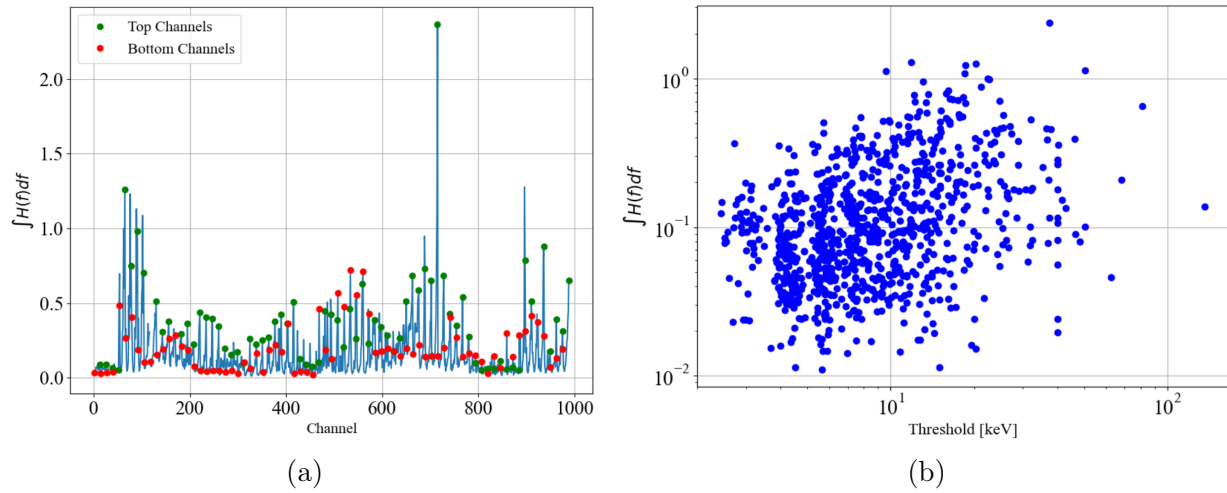 Top Channels
Bottom Channels
∫H(f)df
2.0
1.5
1.0
0.5
0.0
0 200 400 600 800 1000
Channel
(a)
∫H(f)df
10⁰
10⁻¹
10⁻²
10¹ 10²
Threshold [keV]
(b)